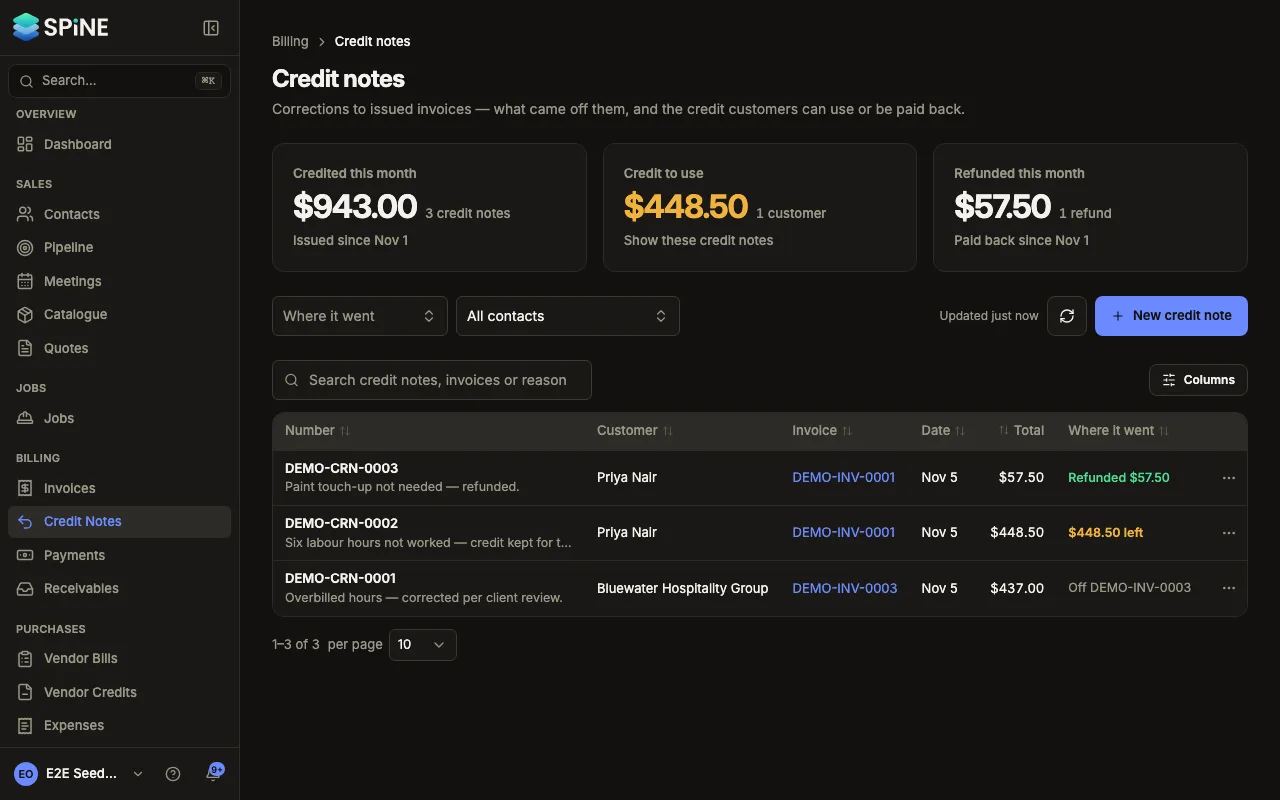 SPiNE
Search... ⌘K
OVERVIEW
Dashboard
SALES
Contacts
Pipeline
Meetings
Catalogue
Quotes
JOBS
Jobs
BILLING
Invoices
Credit Notes
Payments
Receivables
PURCHASES
Vendor Bills
Vendor Credits
Expenses
EO E2E Seed... 9+
Billing > Credit notes
Credit notes
Corrections to issued invoices — what came off them, and the credit customers can use or be paid back.
Credited this month
$943.00 3 credit notes
Issued since Nov 1
Credit to use
$448.50 1 customer
Show these credit notes
Refunded this month
$57.50 1 refund
Paid back since Nov 1
Where it went All contacts Updated just now + New credit note
Search credit notes, invoices or reason Columns
Number Customer Invoice Date Total Where it went
DEMO-CRN-0003 Priya Nair DEMO-INV-0001 Nov 5 $57.50 Refunded $57.50
Paint touch-up not needed — refunded.
DEMO-CRN-0002 Priya Nair DEMO-INV-0001 Nov 5 $448.50 $448.50 left
Six labour hours not worked — credit kept for t...
DEMO-CRN-0001 Bluewater Hospitality Group DEMO-INV-0003 Nov 5 $437.00 Off DEMO-INV-0003
Overbilled hours — corrected per client review.
1–3 of 3 per page 10